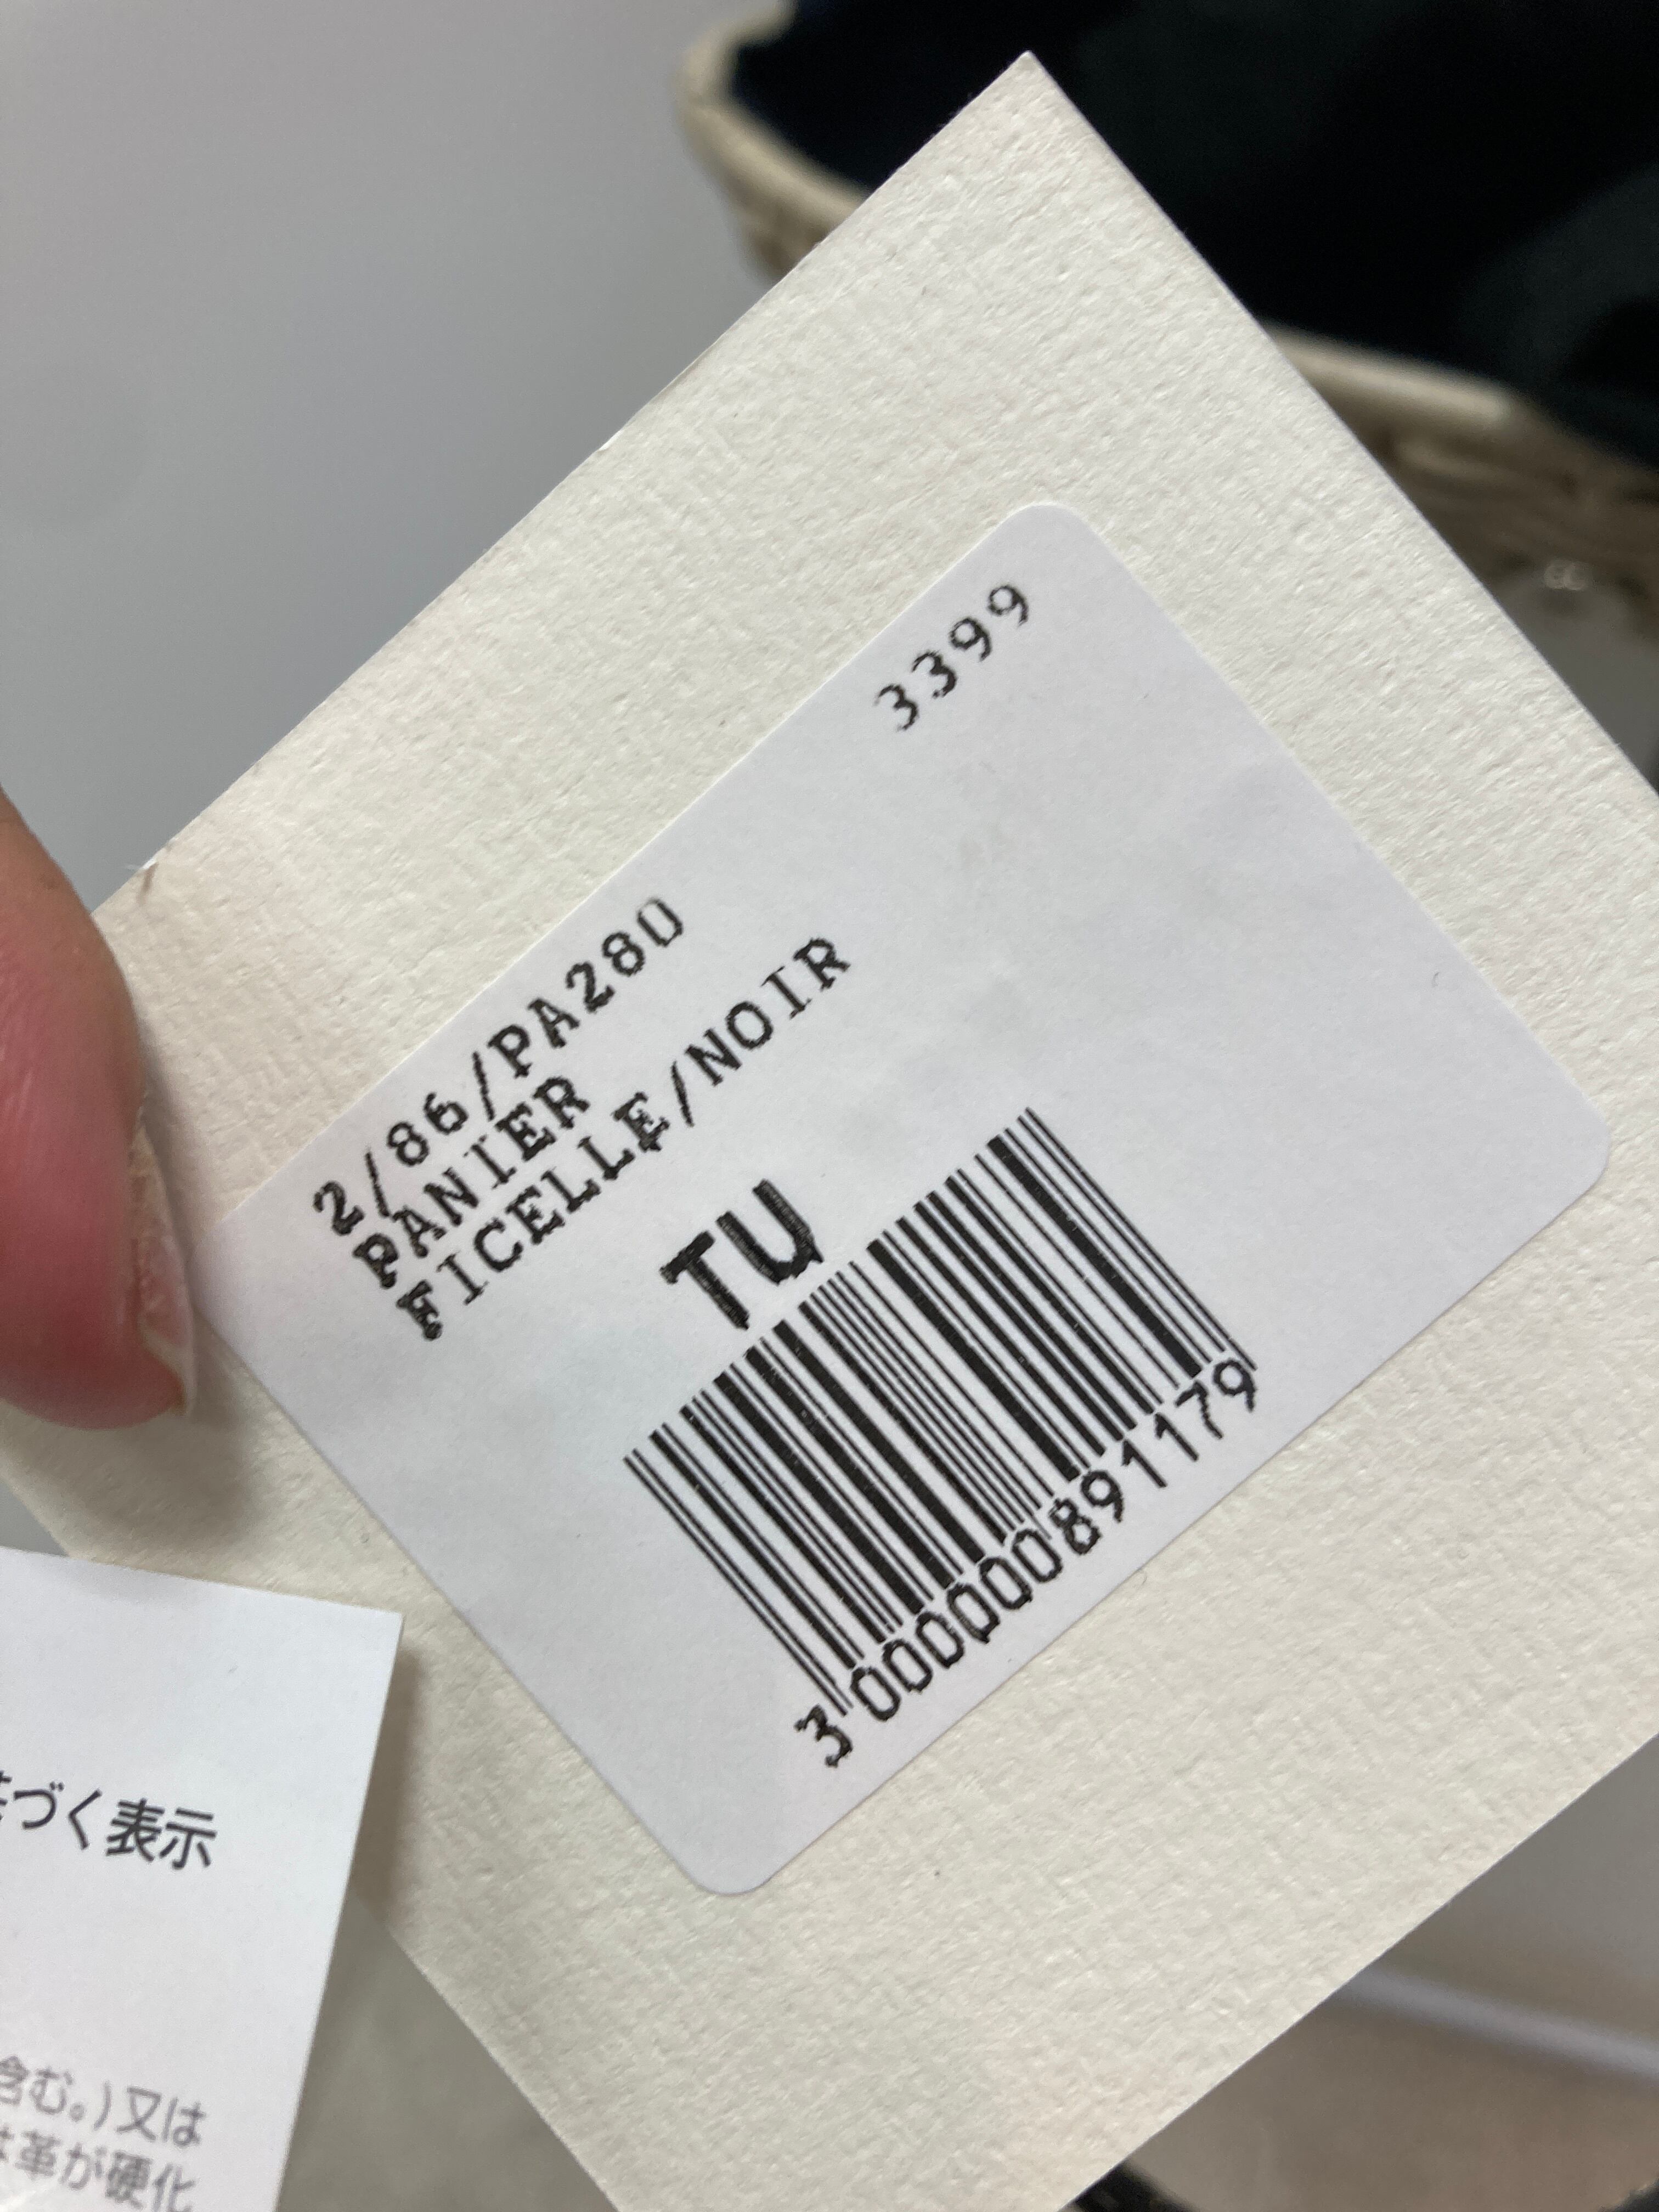 3399
2/86/PA280
PANIER
FICELLE/NOIR
TU
3000000891179
づく表示
含む。)又は
革が硬化